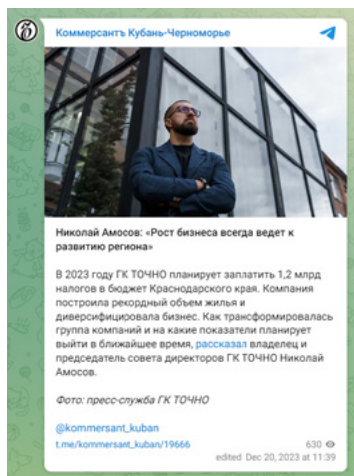 Коммерсантъ Кубань-Черноморье
Николай Амосов: «Рост бизнеса всегда ведет к
развитию региона»
В 2023 году ГК ТОЧНО планирует заплатить 1,2 млрд
налогов в бюджет Краснодарского края. Компания
построила рекордный объем жилья и
диверсифицировала бизнес. Как трансформировалась
группа компаний и на какие показатели планирует
выйти в ближайшее время, рассказал владелец и
председатель совета директоров ГК ТОЧНО Николай
Амосов.
Фото: пресс-служба ГК ТОЧНО
@kommersant_kuban
t.me/kommersant_kuban/19666 630
edited Dec 20, 2023 at 11:39